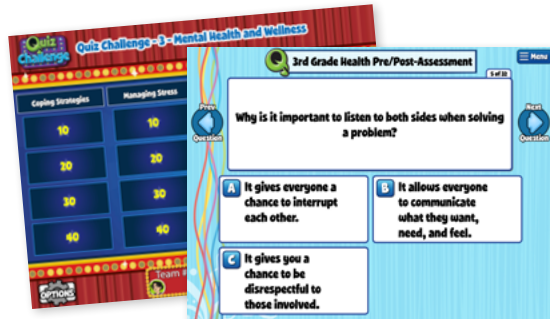 Quiz
Challenge
Quiz Challenge - 3 - Mental Health and Wellness
Coping Strategies
Managing Stress
10
10
20
20
30
30
40
40
OPTIONS
Team
3rd Grade Health Pre/Post-Assessment
Menu
5 of 10
Prev
Question
Next
Question
Why is it important to listen to both sides when solving
a problem?
A It gives everyone a
chance to interrupt
each other.
B It allows everyone
to communicate
what they want,
need, and feel.
C It gives you a
chance to be
disrespectful to
those involved.